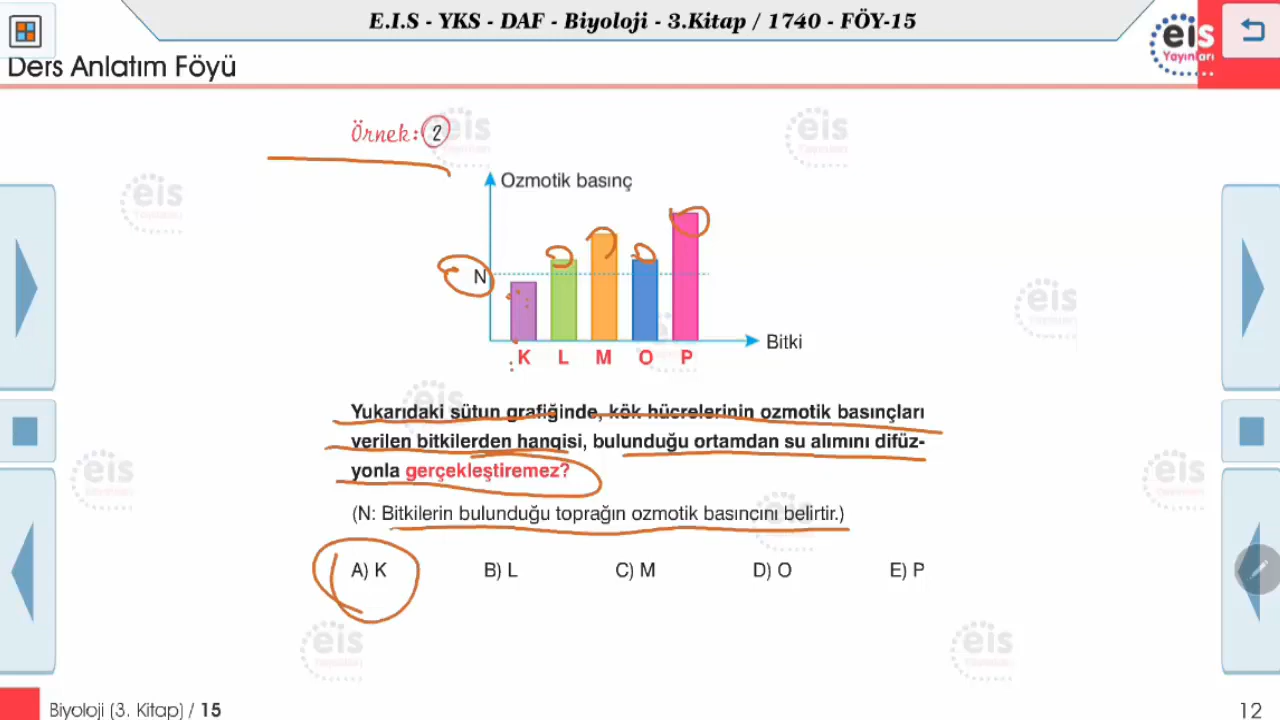 E.I.S - YKS - DAF - Biyoloji - 3.Kitap / 1740 - FÖY-15
eis
Yayınları
Ders Anlatım Föyü
Örnek: 2
Ozmotik basınç
N
K L M O P
Bitki
Yukarıdaki sütun grafiğinde, kök hücrelerinin ozmotik basınçları
verilen bitkilerden hangisi, bulunduğu ortamdan su alımını difüz-
yonla gerçekleştiremez?
(N: Bitkilerin bulunduğu toprağın ozmotik basıncını belirtir.)
A) K B) L C) M D) O E) P
Biyoloji (3. Kitap) / 15
12